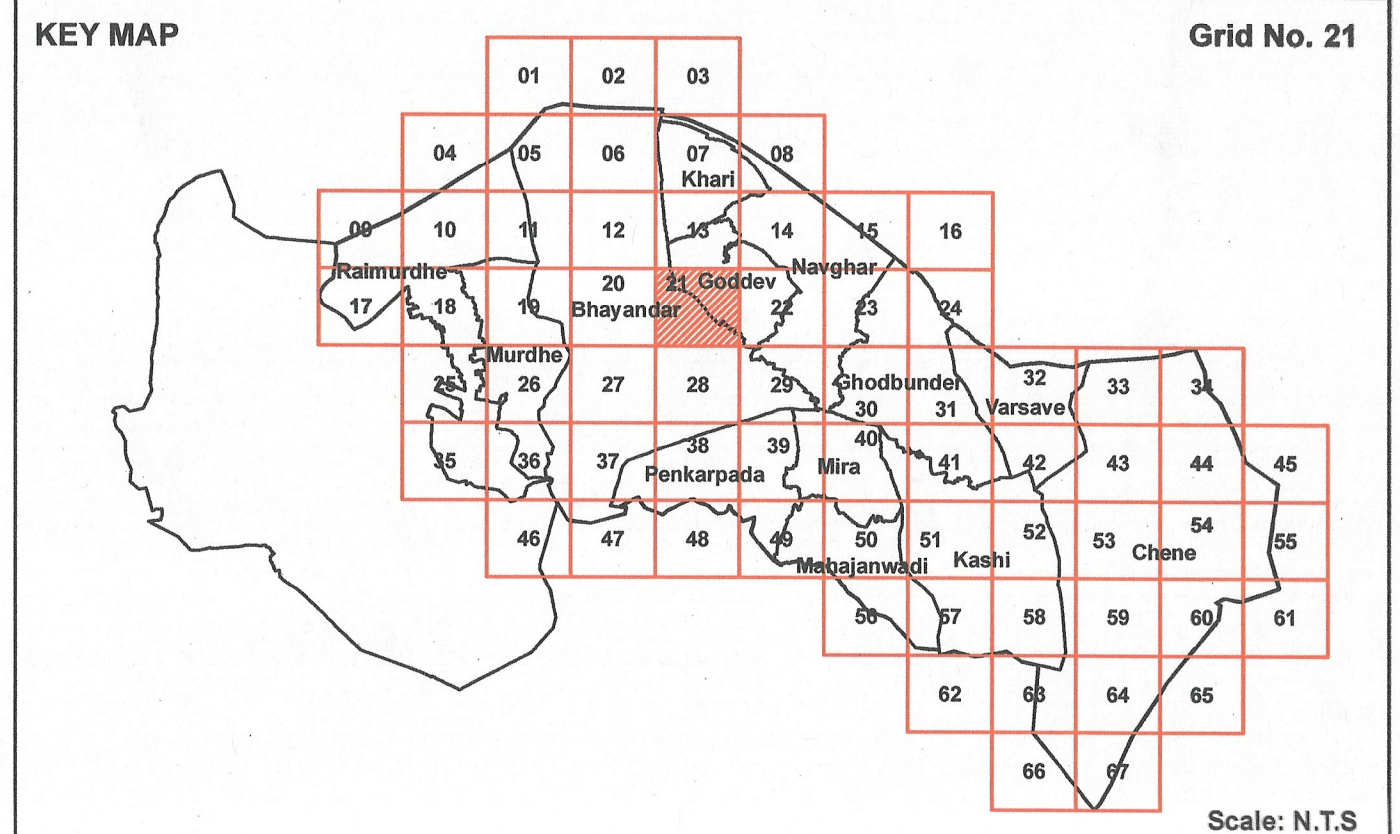 KEY MAP
Grid No. 21
01 02 03
04 05 06 07 08
Khari
09 10 11 12 13 14 15 16
Raimurdhe Navghar
20 21 Goddev
17 18 19 Bhayandar 22 23 24
Murdhe
25 26 27 28 29 Ghodbunder 32 33 34
30 31 Varsave
35 36 37 38 39 40 41 42 43 44 45
Penkarpada Mira
46 47 48 49 50 51 52 53 54 55
Kashi Chene
Mahajanwadi
56 57 58 59 60 61
62 63 64 65
66 67
Scale: N.T.S